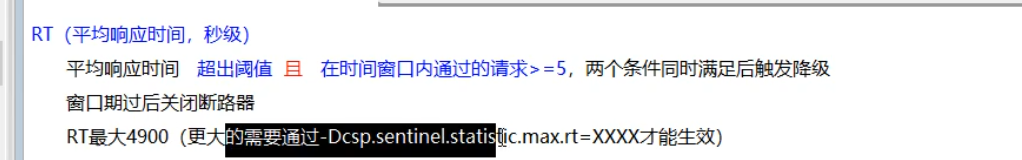 RT（平均响应时间，秒级）
平均响应时间 超出阈值 且 在时间窗口内通过的请求>=5，两个条件同时满足后触发降级
窗口期过后关闭断路器
RT最大4900（更大的需要通过-Dcsp.sentinel.statistic.max.rt=XXXX才能生效）